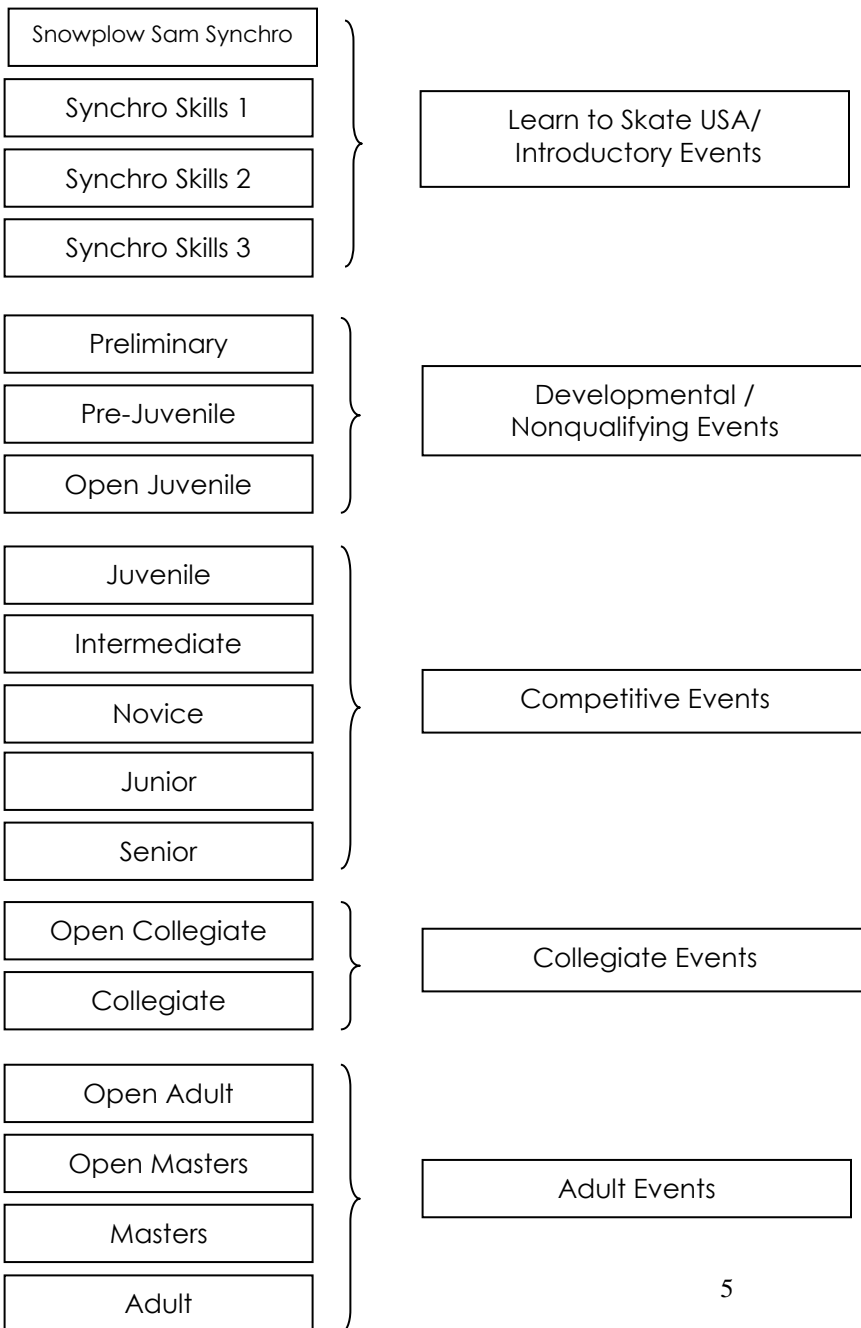 Snowplow Sam Synchro
Synchro Skills 1
Synchro Skills 2
Synchro Skills 3
Learn to Skate USA/
Introductory Events
Preliminary
Pre-Juvenile
Open Juvenile
Developmental /
Nonqualifying Events
Juvenile
Intermediate
Novice
Junior
Senior
Competitive Events
Open Collegiate
Collegiate
Collegiate Events
Open Adult
Open Masters
Masters
Adult
Adult Events
5